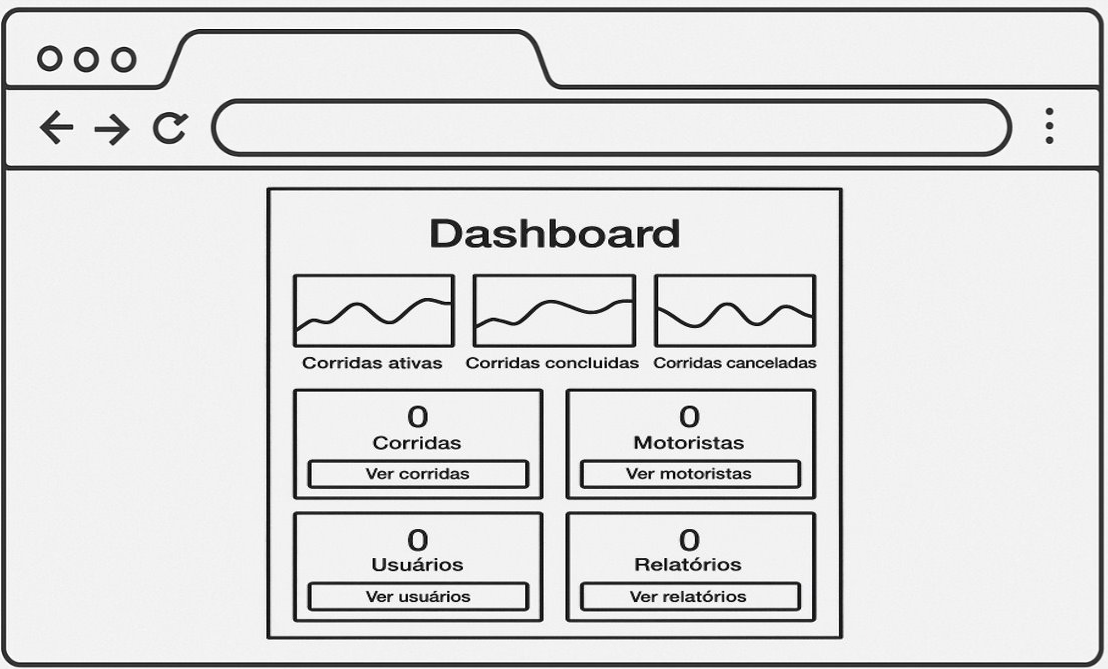 Dashboard
Corridas ativas
Corridas concluidas
Corridas canceladas
0
Corridas
Ver corridas
0
Motoristas
Ver motoristas
0
Usuários
Ver usuários
0
Relatórios
Ver relatórios